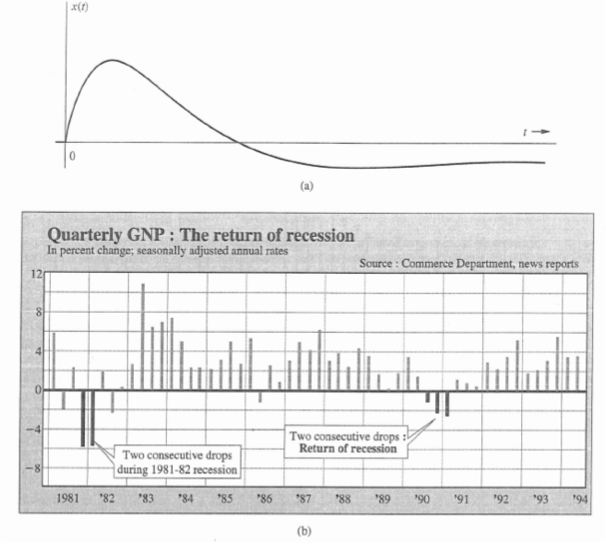 x(t)
t
0
(a)
Quarterly GNP : The return of recession
In percent change; seasonally adjusted annual rates
Source : Commerce Department, news reports
12
8
4
0
−4
−8
Two consecutive drops
during 1981-82 recession
Two consecutive drops :
Return of recession
1981 '82 '83 '84 '85 '86 '87 '88 '89 '90 '91 '92 '93 '94
(b)